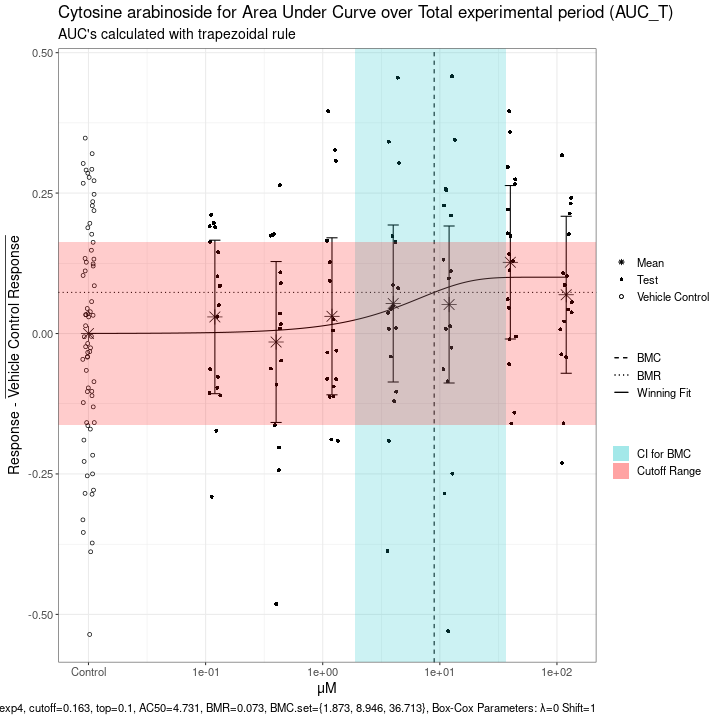 Cytosine arabinoside for Area Under Curve over Total experimental period (AUC_T)
AUC's calculated with trapezoidal rule
Response - Vehicle Control Response
0.50
0.25
0.00
-0.25
-0.50
Control
1e-01
1e+00
1e+01
1e+02
μM
Mean
Test
Vehicle Control
BMC
BMR
Winning Fit
CI for BMC
Cutoff Range
exp4, cutoff=0.163, top=0.1, AC50=4.731, BMR=0.073, BMC.set={1.873, 8.946, 36.713}, Box-Cox Parameters: λ=0 Shift=1